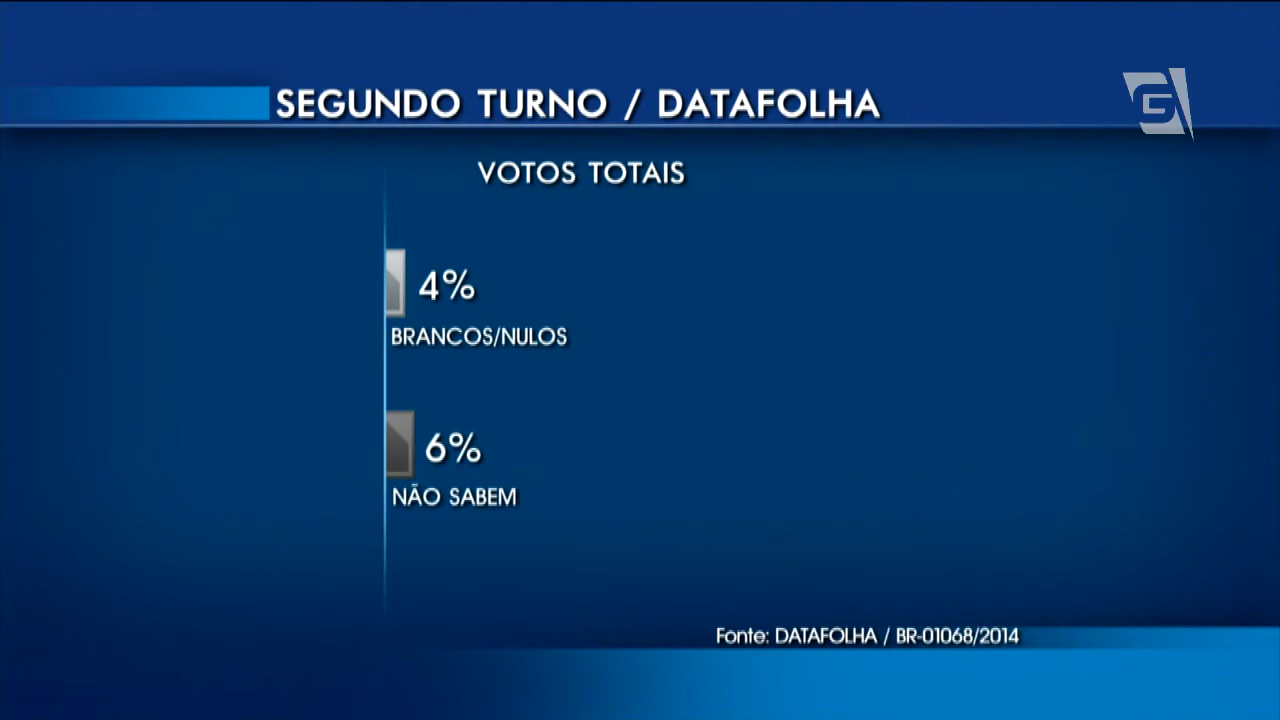 SEGUNDO TURNO / DATAFOLHA
VOTOS TOTAIS
4%
BRANCOS/NULOS
6%
NÃO SABEM
Fonte: DATAFOLHA / BR-01068/2014